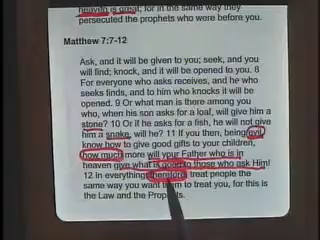 heaven is great; for in the same way they
persecuted the prophets who were before you.
Matthew 7:7-12
Ask, and it will be given to you; seek, and you
will find; knock, and it will be opened to you. 8
For everyone who asks receives, and he who
seeks finds, and to him who knocks it will be
opened. 9 Or what man is there among you
who, when his son asks for a loaf, will give him a
stone? 10 Or if he asks for a fish, he will not give
him a snake, will he? 11 If you then, being evil,
know how to give good gifts to your children,
how much more will your Father who is in
heaven give what is good to those who ask Him!
12 In everything, therefore, treat people the
same way you want them to treat you, for this is
the Law and the Prophets.